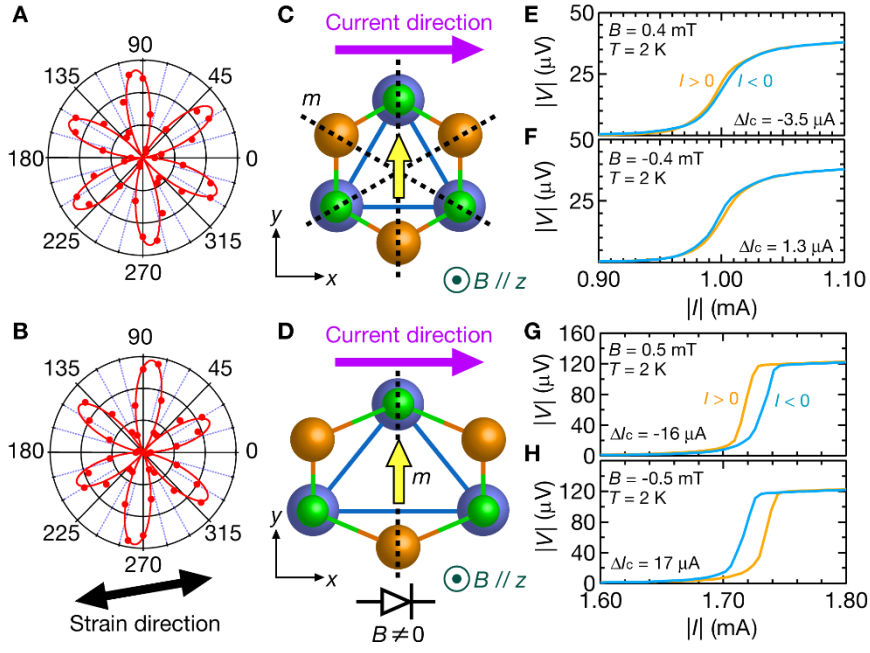 A
90
135
45
180
0
225
315
270
B
90
135
45
180
0
225
315
270
Strain direction
C
Current direction
m
y
x
B // z
D
Current direction
m
y
x
B // z
B ≠ 0
E
50
25
0
|V| (μV)
B = 0.4 mT
T = 2 K
I > 0
I < 0
ΔIc = -3.5 μA
F
50
25
0
|V| (μV)
B = -0.4 mT
T = 2 K
ΔIc = 1.3 μA
0.90
1.00
1.10
|I| (mA)
G
160
120
80
40
0
|V| (μV)
B = 0.5 mT
T = 2 K
I > 0
I < 0
ΔIc = -16 μA
H
120
80
40
0
|V| (μV)
B = -0.5 mT
T = 2 K
ΔIc = 17 μA
1.60
1.70
1.80
|I| (mA)